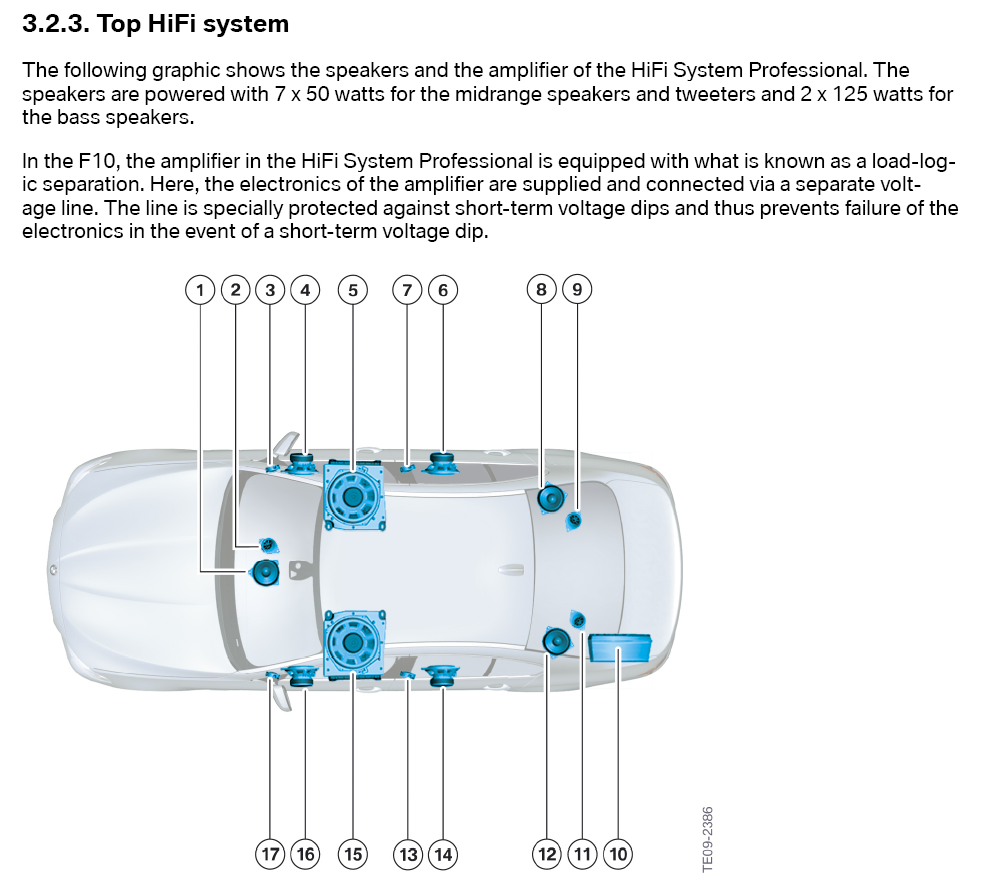 3.2.3. Top HiFi system
The following graphic shows the speakers and the amplifier of the HiFi System Professional. The
speakers are powered with 7 x 50 watts for the midrange speakers and tweeters and 2 x 125 watts for
the bass speakers.
In the F10, the amplifier in the HiFi System Professional is equipped with what is known as a load-log-
ic separation. Here, the electronics of the amplifier are supplied and connected via a separate volt-
age line. The line is specially protected against short-term voltage dips and thus prevents failure of the
electronics in the event of a short-term voltage dip.
1 2 3 4 5 7 6 8 9
17 16 15 13 14 12 11 10
TE09-2386